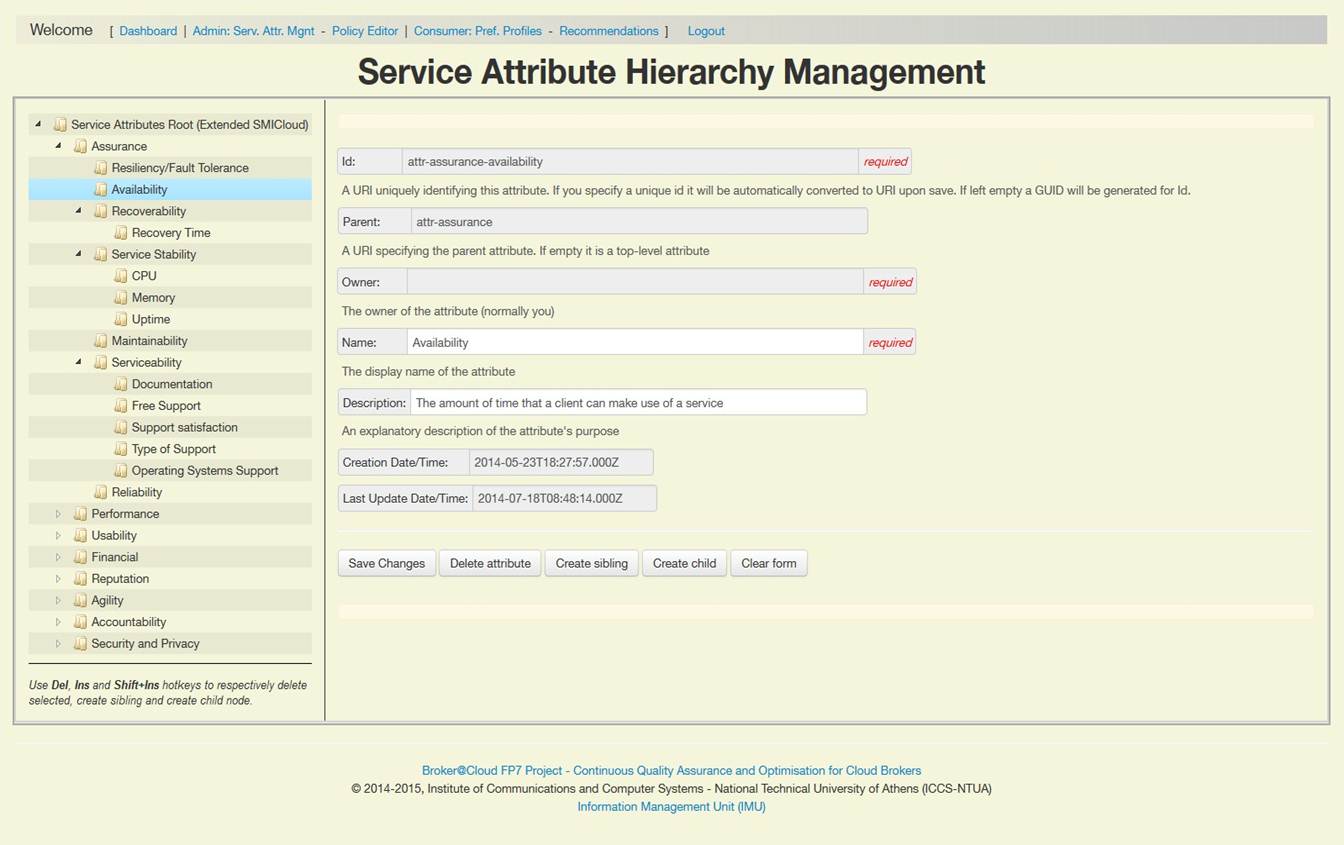 Welcome [ Dashboard | Admin: Serv. Attr. Mgnt - Policy Editor | Consumer: Pref. Profiles - Recommendations ] Logout
Service Attribute Hierarchy Management
Service Attributes Root (Extended SMICloud)
Assurance
Resiliency/Fault Tolerance
Availability
Recoverability
Recovery Time
Service Stability
CPU
Memory
Uptime
Maintainability
Serviceability
Documentation
Free Support
Support satisfaction
Type of Support
Operating Systems Support
Reliability
Performance
Usability
Financial
Reputation
Agility
Accountability
Security and Privacy
Use Del, Ins and Shift+Ins hotkeys to respectively delete
selected, create sibling and create child node.
Id: attr-assurance-availability required
A URI uniquely identifying this attribute. If you specify a unique id it will be automatically converted to URI upon save. If left empty a GUID will be generated for Id.
Parent: attr-assurance
A URI specifying the parent attribute. If empty it is a top-level attribute
Owner: required
The owner of the attribute (normally you)
Name: Availability required
The display name of the attribute
Description: The amount of time that a client can make use of a service
An explanatory description of the attribute's purpose
Creation Date/Time: 2014-05-23T18:27:57.000Z
Last Update Date/Time: 2014-07-18T08:48:14.000Z
Save Changes Delete attribute Create sibling Create child Clear form
Broker@Cloud FP7 Project - Continuous Quality Assurance and Optimisation for Cloud Brokers
© 2014-2015, Institute of Communications and Computer Systems - National Technical University of Athens (ICCS-NTUA)
Information Management Unit (IMU)